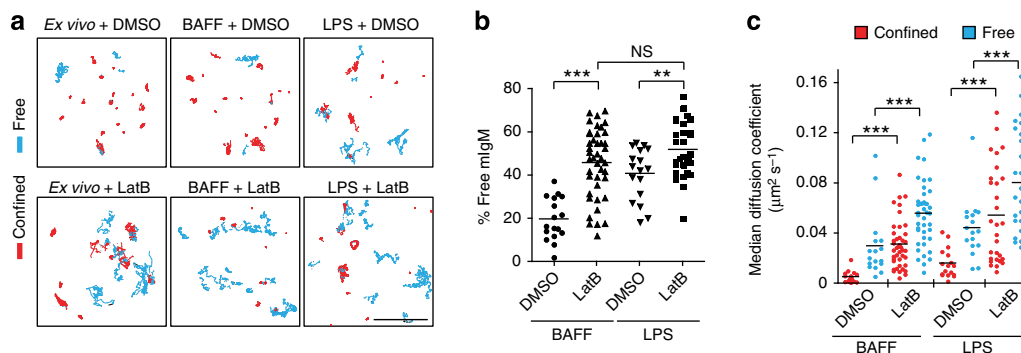 a
Ex vivo + DMSO BAFF + DMSO LPS + DMSO
Free
Confined
Ex vivo + LatB BAFF + LatB LPS + LatB
b
NS
*** **
% Free mIgM
80
60
40
20
0
DMSO LatB DMSO LatB
BAFF LPS
c
Confined Free
***
***
***
***
Median diffusion coefficient
(μm² s⁻¹)
0.16
0.12
0.08
0.04
0
DMSO LatB DMSO LatB
BAFF LPS